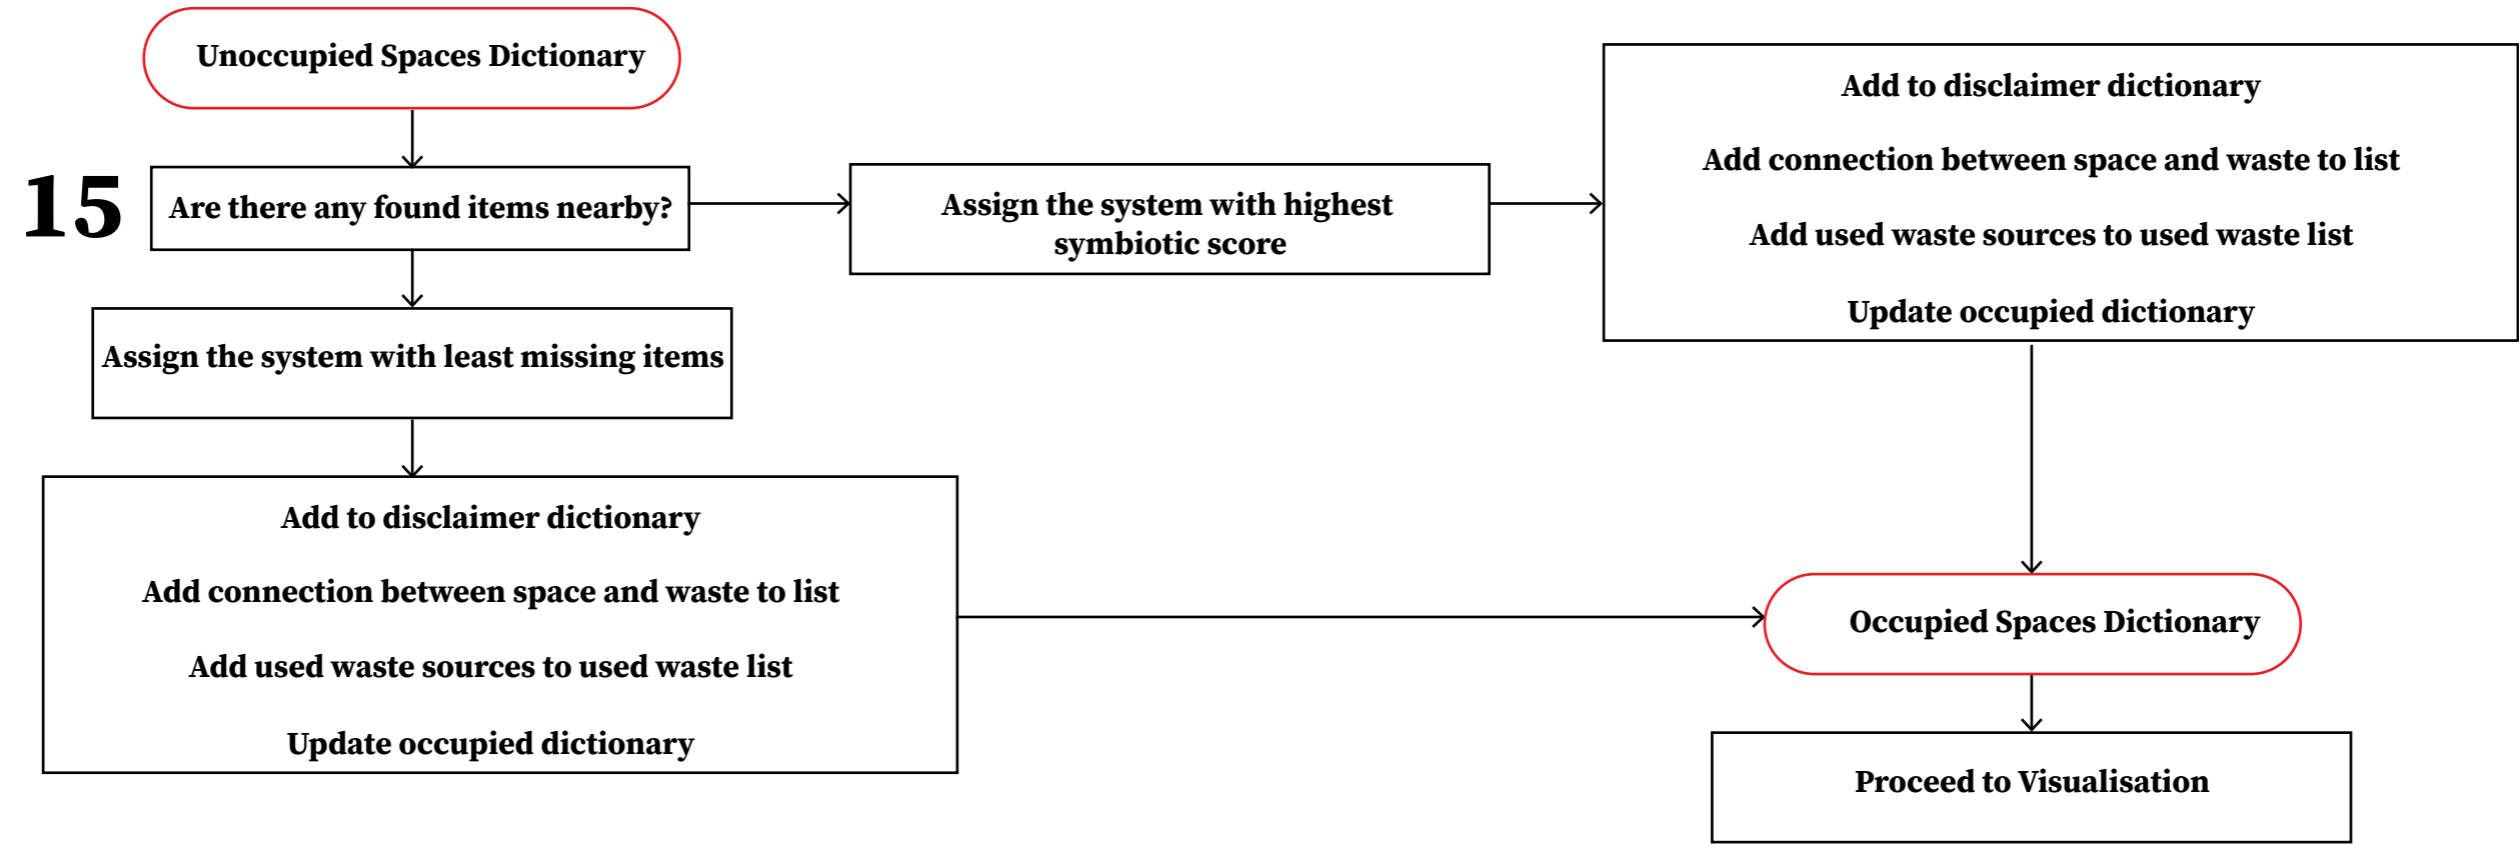 Unoccupied Spaces Dictionary
15
Are there any found items nearby?
Assign the system with highest
symbiotic score
Add to disclaimer dictionary
Add connection between space and waste to list
Add used waste sources to used waste list
Update occupied dictionary
Assign the system with least missing items
Add to disclaimer dictionary
Add connection between space and waste to list
Add used waste sources to used waste list
Update occupied dictionary
Occupied Spaces Dictionary
Proceed to Visualisation